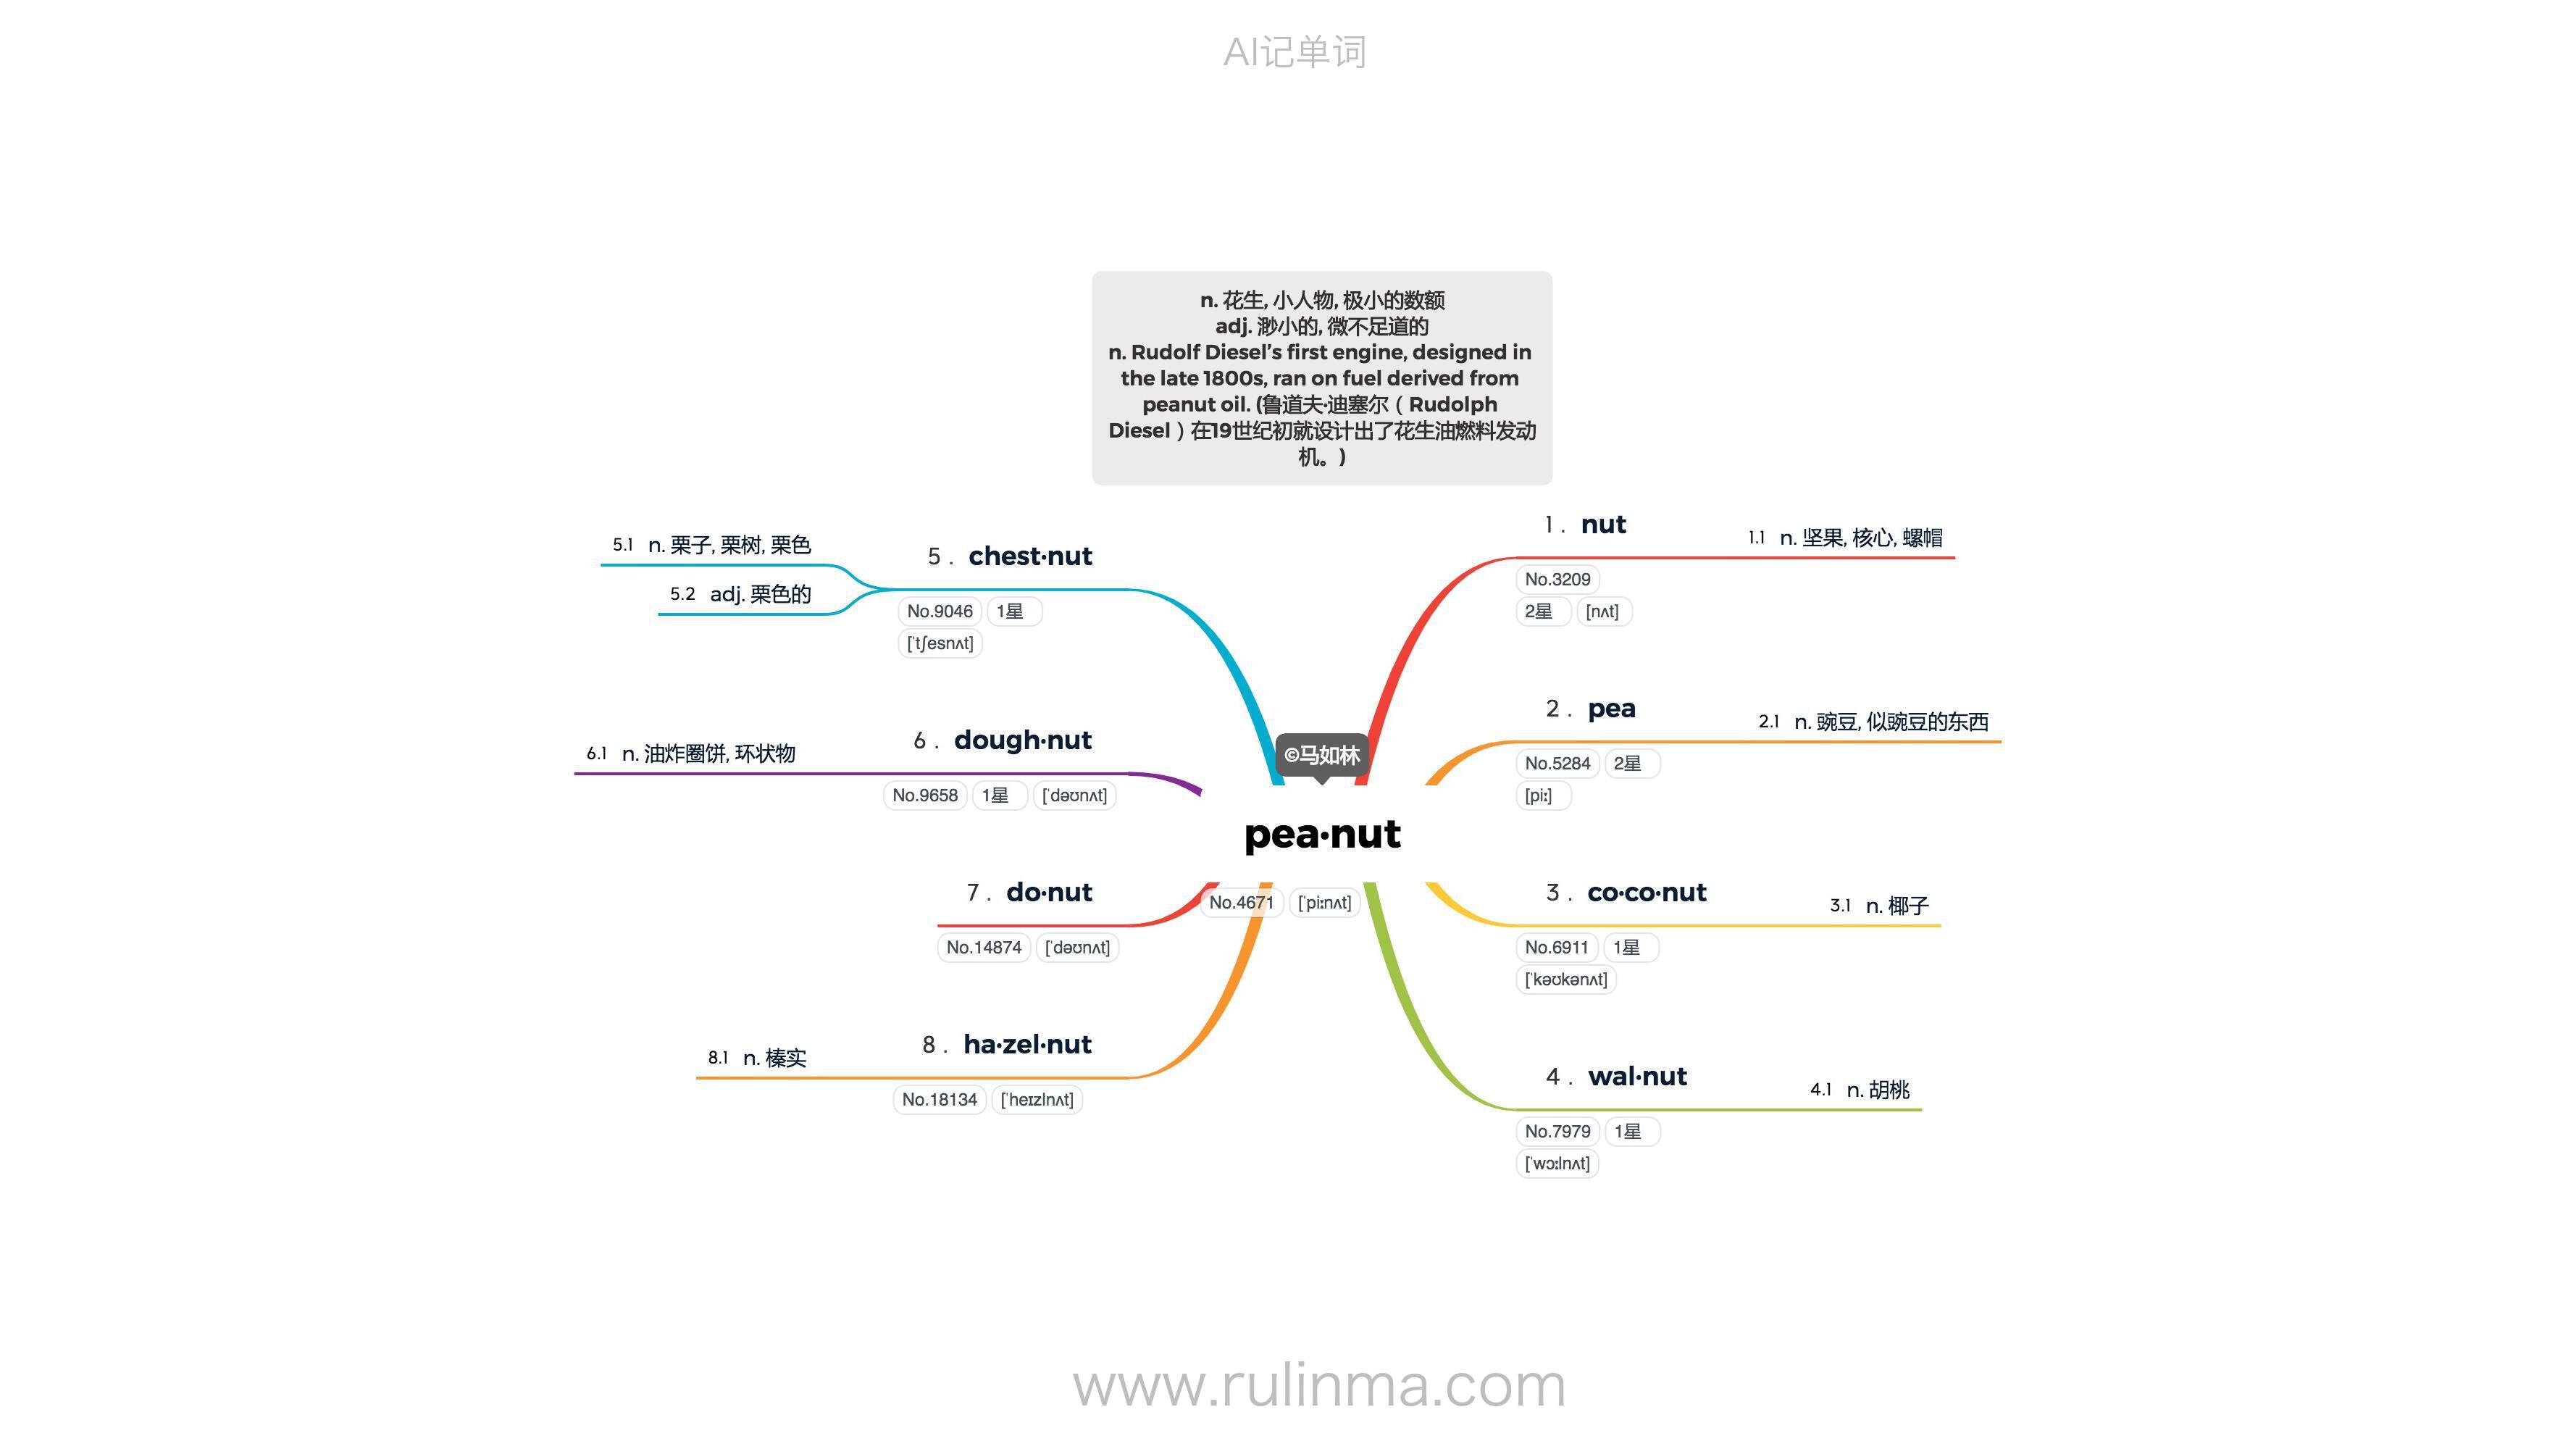 AI记单词
n. 花生, 小人物, 极小的数额
adj. 渺小的, 微不足道的
n. Rudolf Diesel’s first engine, designed in
the late 1800s, ran on fuel derived from
peanut oil. (鲁道夫·迪塞尔（Rudolph
Diesel）在19世纪初就设计出了花生油燃料发动
机。)
©马如林
pea·nut
No.4671 [ˈpiːnʌt]
1. nut
1.1 n. 坚果, 核心, 螺帽
No.3209
2星 [nʌt]
2. pea
2.1 n. 豌豆, 似豌豆的东西
No.5284 2星
[piː]
3. co·co·nut
3.1 n. 椰子
No.6911 1星
[ˈkəʊkənʌt]
4. wal·nut
4.1 n. 胡桃
No.7979 1星
[ˈwɔːlnʌt]
5. chest·nut
5.1 n. 栗子, 栗树, 栗色
5.2 adj. 栗色的
No.9046 1星
[ˈtʃesnʌt]
6. dough·nut
6.1 n. 油炸圈饼, 环状物
No.9658 1星 [ˈdəʊnʌt]
7. do·nut
No.14874 [ˈdəʊnʌt]
8. ha·zel·nut
8.1 n. 榛实
No.18134 [ˈheɪzlnʌt]
www.rulinma.com